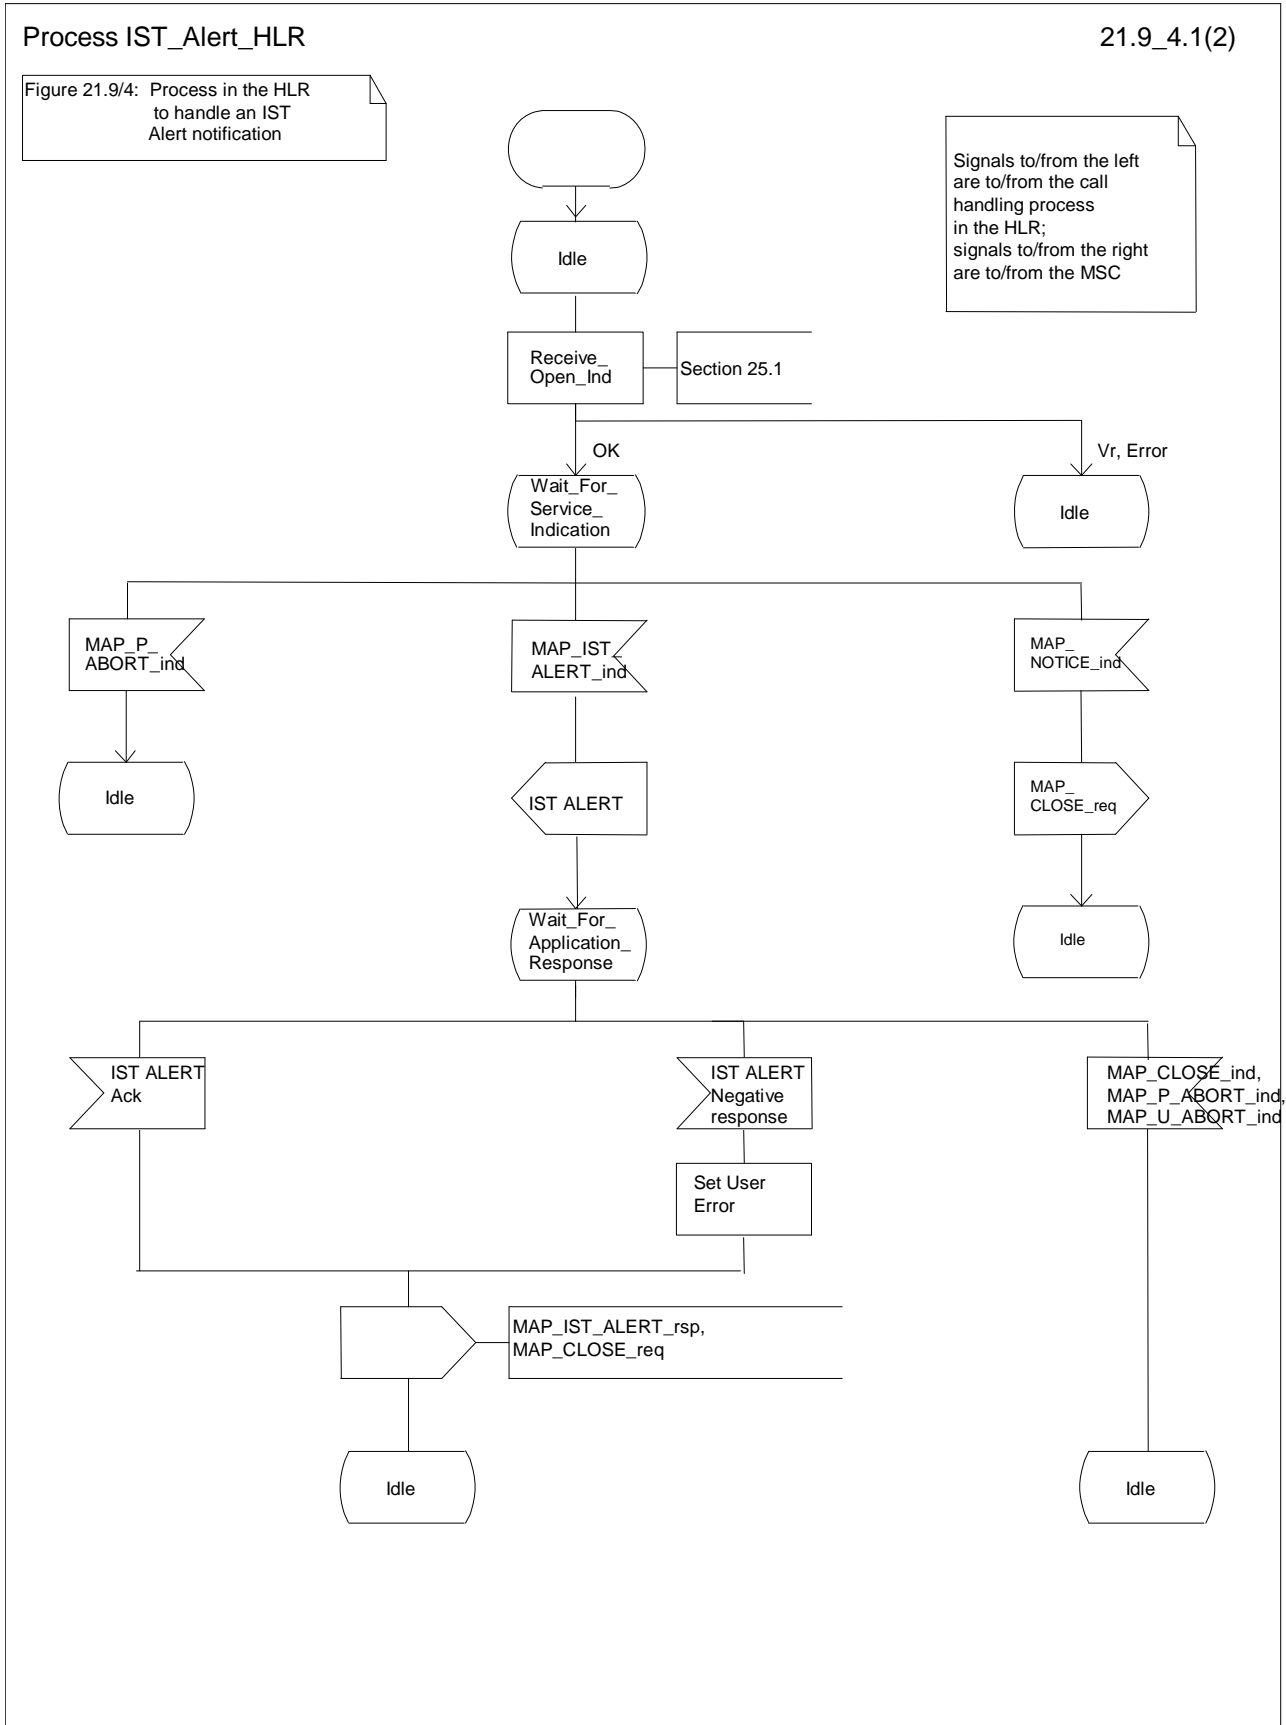 Process IST_Alert_HLR
21.9_4.1(2)
Figure 21.9/4: Process in the HLR
to handle an IST
Alert notification
Signals to/from the left
are to/from the call
handling process
in the HLR;
signals to/from the right
are to/from the MSC
Idle
Receive_
Open_Ind
Section 25.1
OK
Vr, Error
Wait_For_
Service_
Indication
Idle
MAP_P_
ABORT_ind
MAP_IST_
ALERT_ind
MAP_
NOTICE_ind
Idle
IST ALERT
MAP_
CLOSE_req
Wait_For_
Application_
Response
Idle
IST ALERT
Ack
IST ALERT
Negative
response
MAP_CLOSE_ind,
MAP_P_ABORT_ind,
MAP_U_ABORT_ind
Set User
Error
MAP_IST_ALERT_rsp,
MAP_CLOSE_req
Idle
Idle